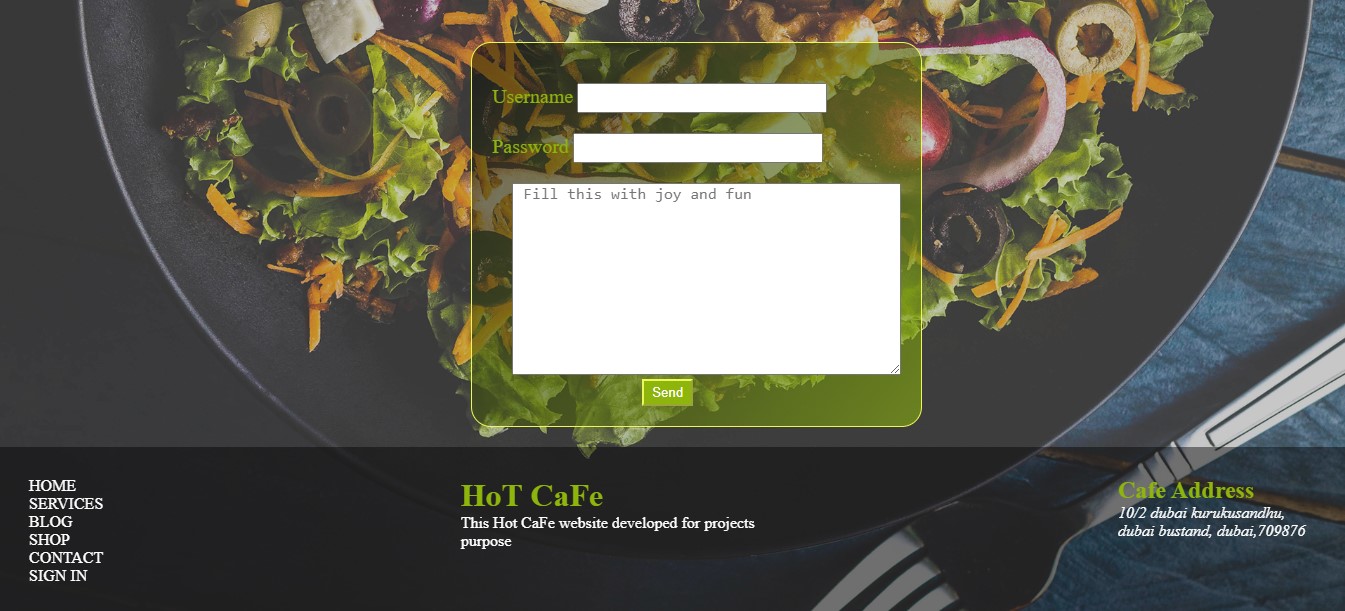 Username
Password
Fill this with joy and fun
Send
HOME
SERVICES
BLOG
SHOP
CONTACT
SIGN IN
HoT CaFe
This Hot CaFe website developed for projects
purpose
Cafe Address
10/2 dubai kurukusandhu,
dubai bustand, dubai,709876